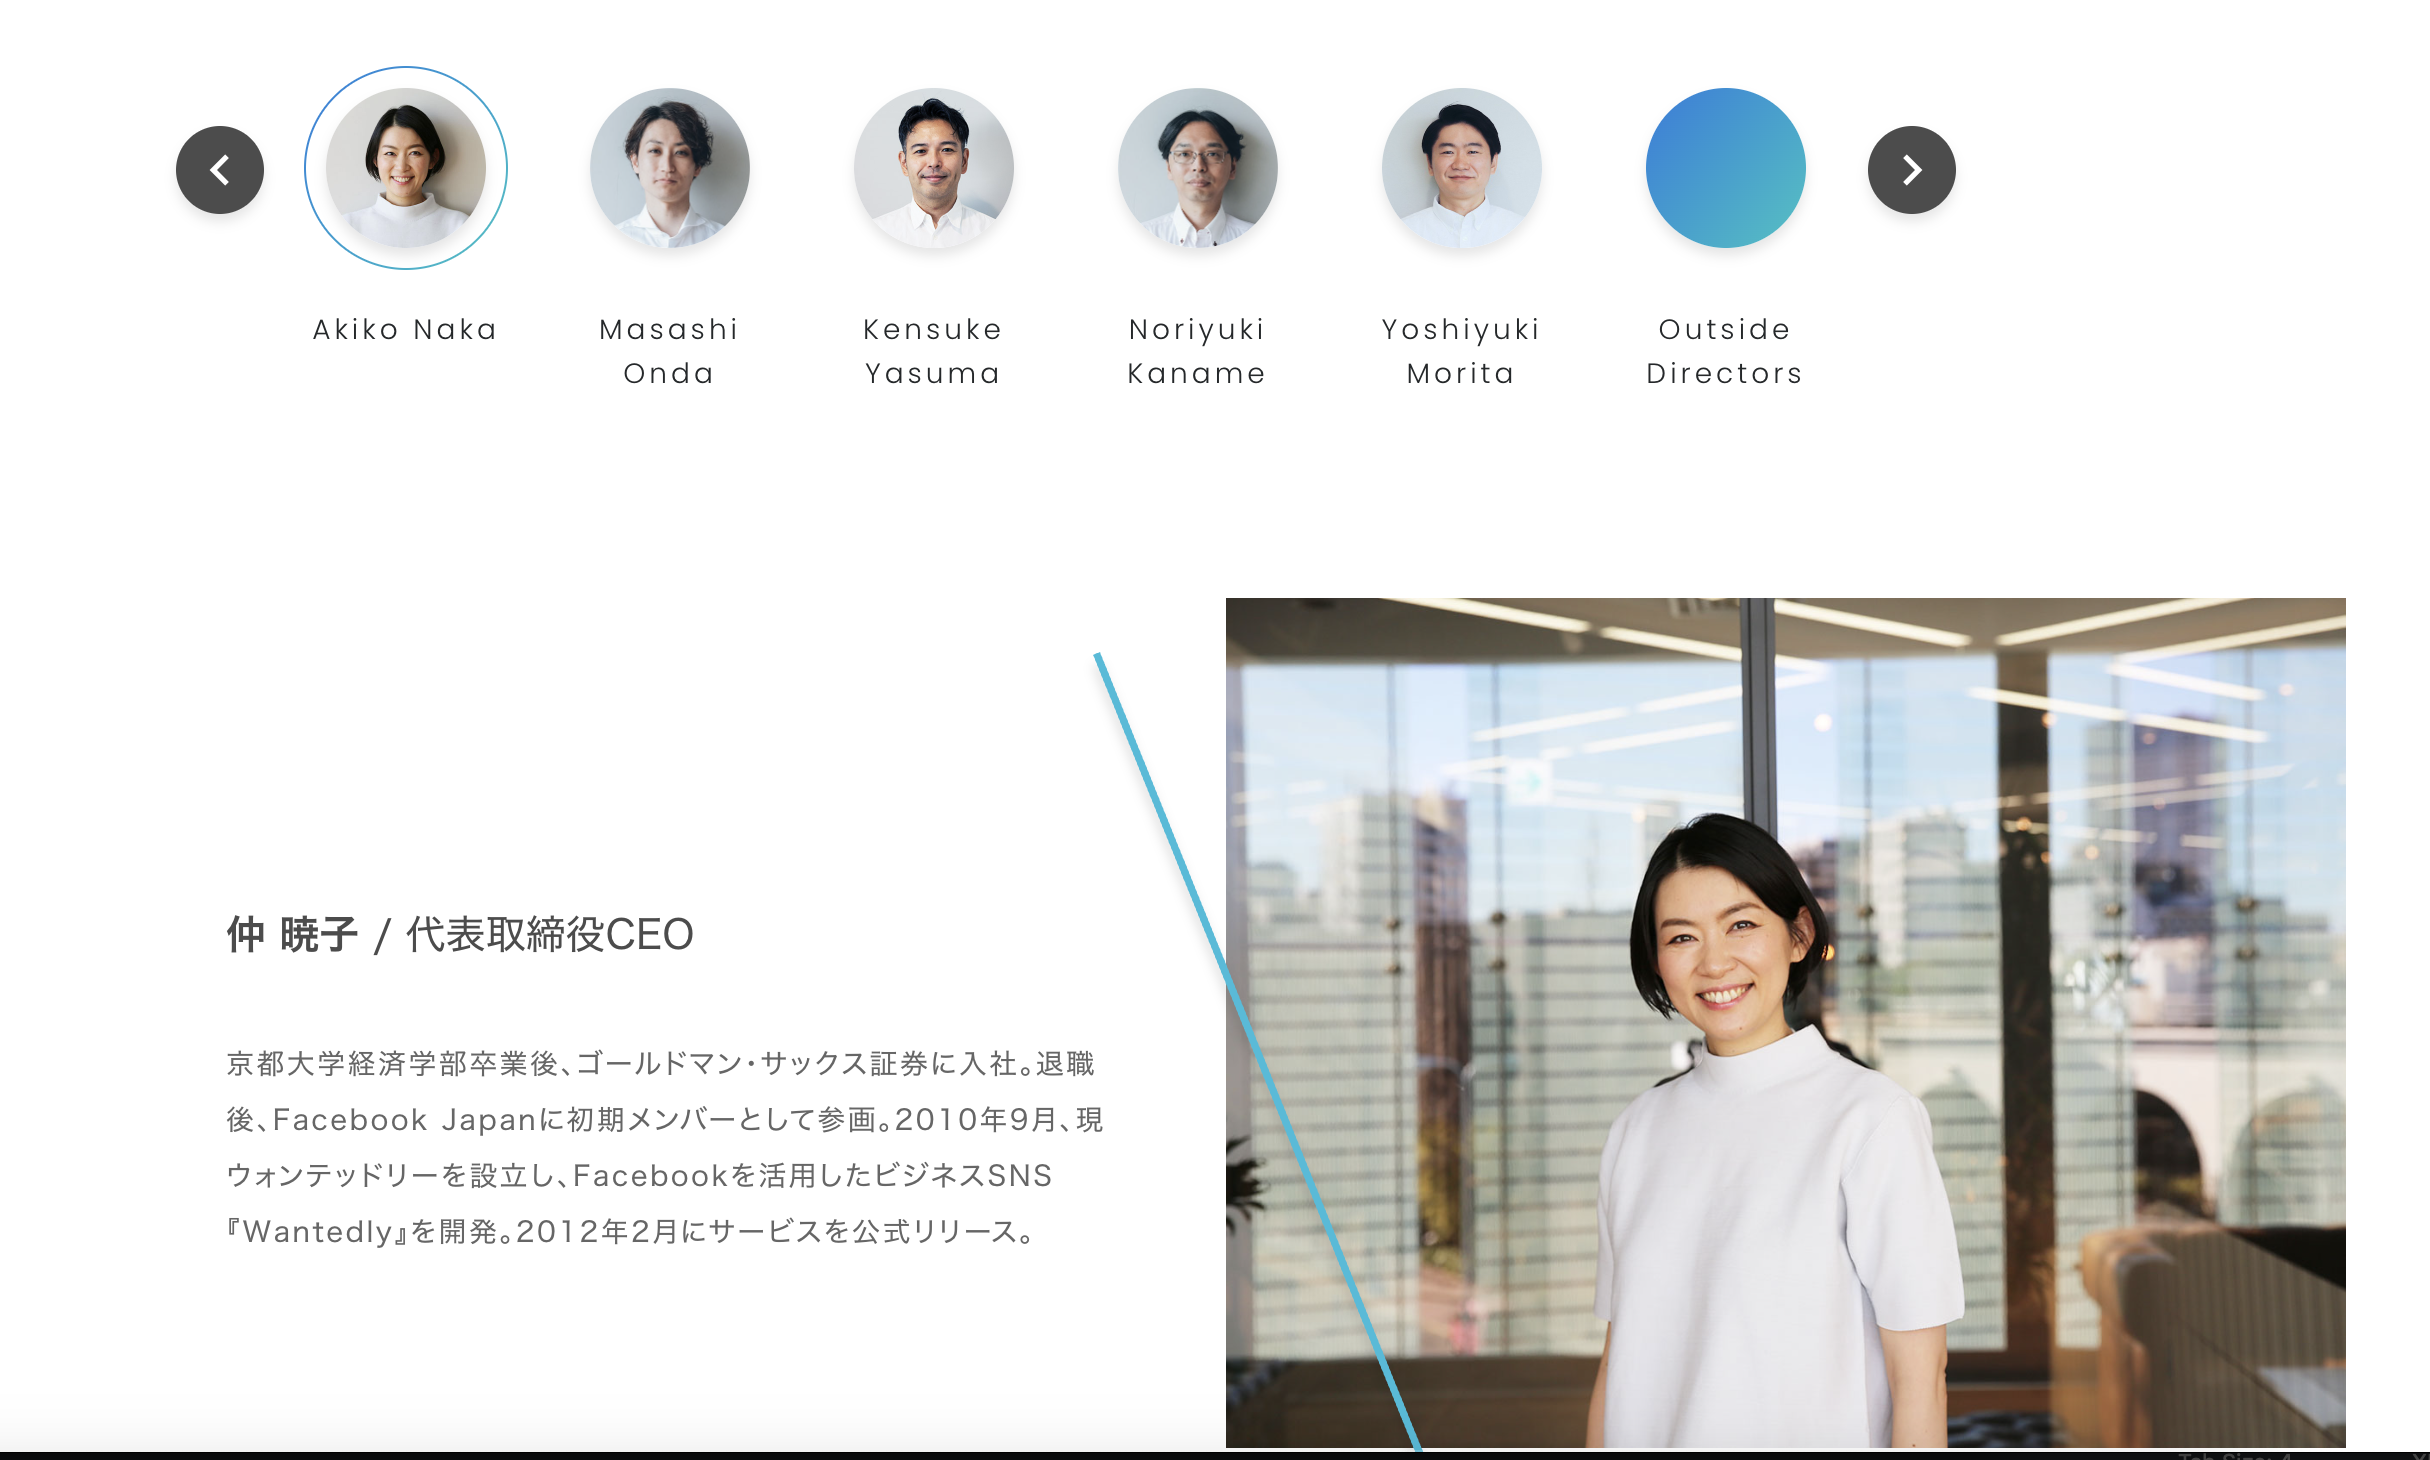 Akiko Naka
Masashi
Onda
Kensuke
Yasuma
Noriyuki
Kaname
Yoshiyuki
Morita
Outside
Directors
仲 暁子 / 代表取締役CEO
京都大学経済学部卒業後、ゴールドマン・サックス証券に入社。退職
後、Facebook Japanに初期メンバーとして参画。2010年9月、現
ウォンテッドリーを設立し、Facebookを活用したビジネスSNS
『Wantedly』を開発。2012年2月にサービスを公式リリース。